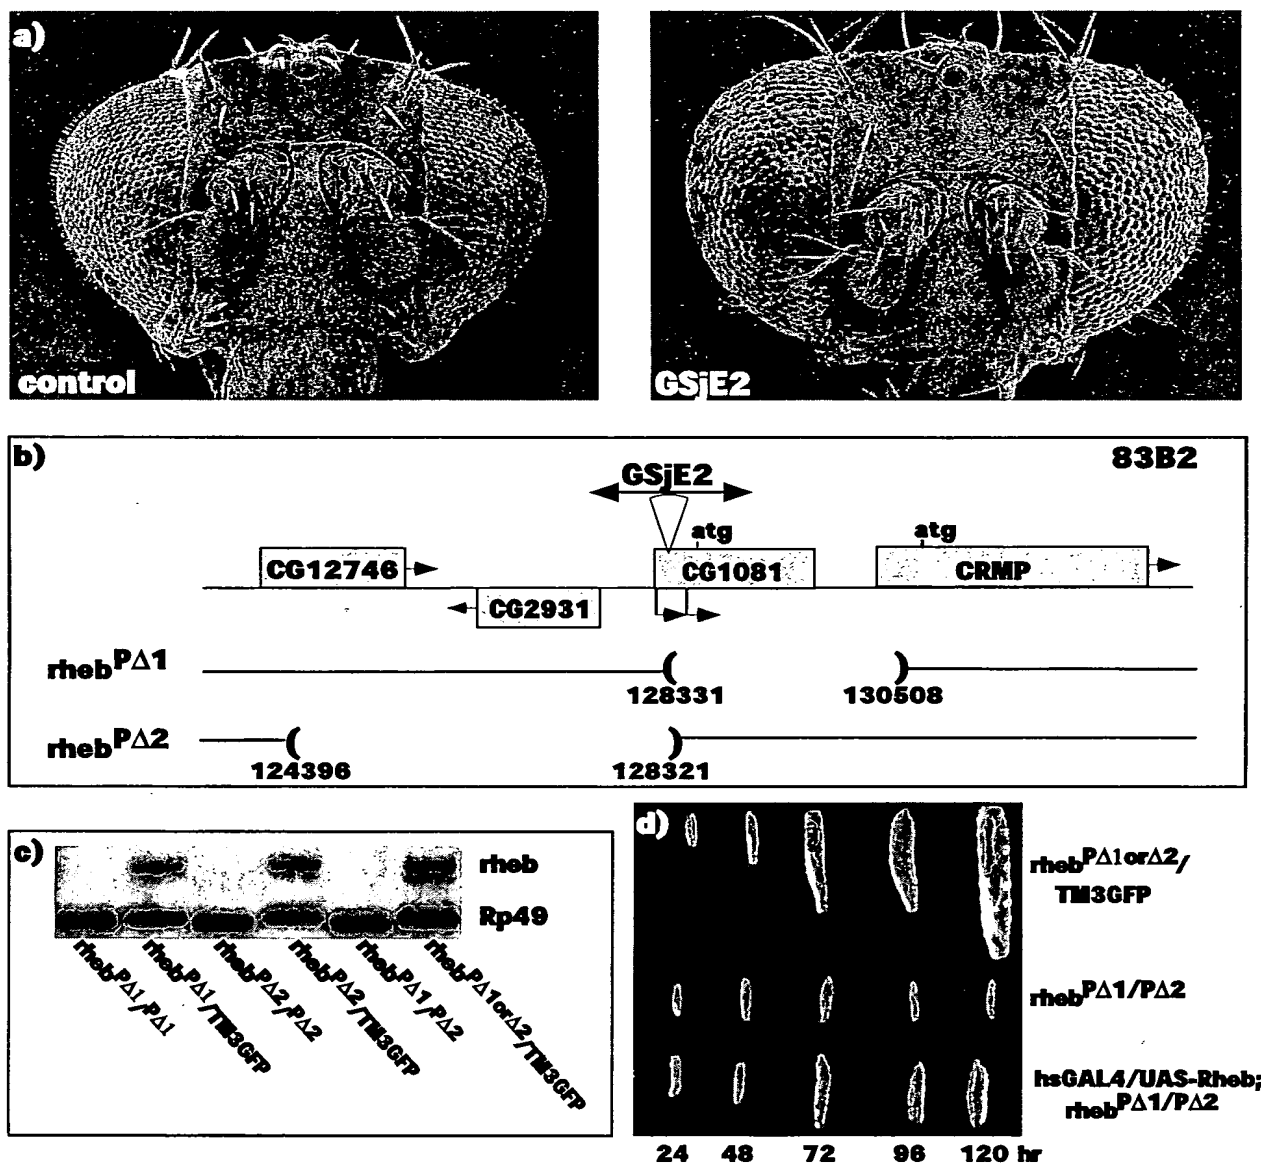 a)
control
GSjE2
b)
83B2
GSjE2
atg
atg
CG12746
CG1081
CRMP
CG2931
rheb PΔ1
128331
130508
rheb PΔ2
124396
128321
c)
rheb
Rp49
rheb PΔ1/PΔ1
rheb PΔ1/TM3GFP
rheb PΔ2/PΔ2
rheb PΔ2/TM3GFP
rheb PΔ1/PΔ2
rheb PΔ1orΔ2/TM3GFP
d)
rheb PΔ1orΔ2/
TM3GFP
rheb PΔ1/PΔ2
hsGAL4/UAS-Rheb;
rheb PΔ1/PΔ2
24 48 72 96 120 hr